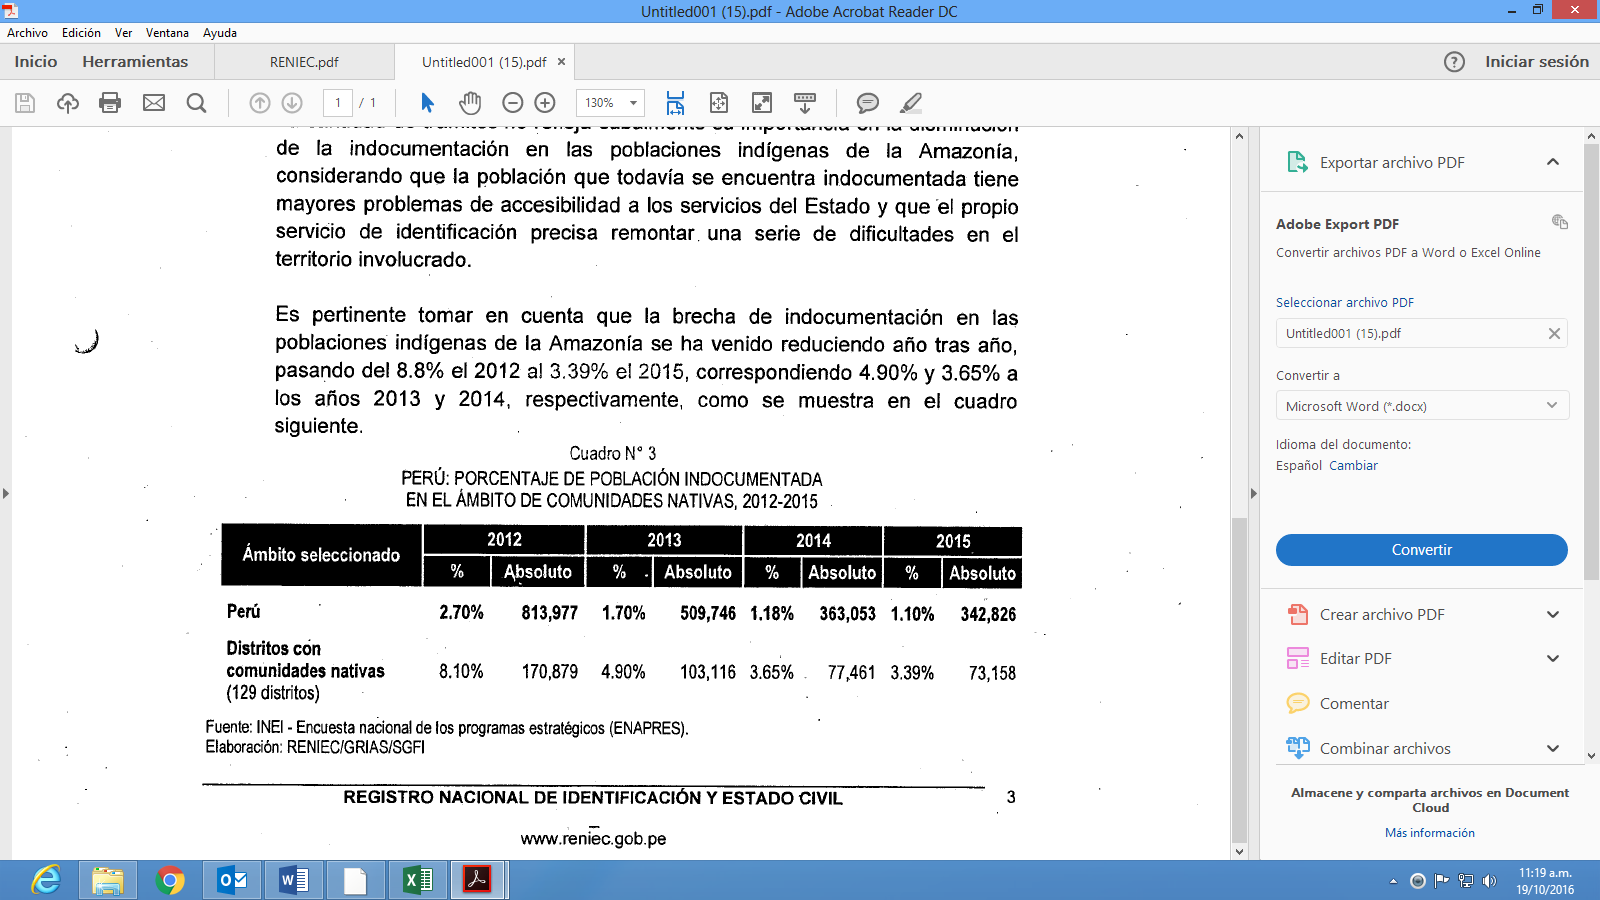 Untitled001 (15).pdf - Adobe Acrobat Reader DC
Archivo Edición Ver Ventana Ayuda
Inicio Herramientas RENIEC.pdf Untitled001 (15).pdf × Iniciar sesión
1 / 1 130%
de la indocumentación en las poblaciones indígenas de la Amazonía,
considerando que la población que todavía se encuentra indocumentada tiene
mayores problemas de accesibilidad a los servicios del Estado y que el propio
servicio de identificación precisa remontar una serie de dificultades en el
territorio involucrado.
Es pertinente tomar en cuenta que la brecha de indocumentación en las
poblaciones indígenas de la Amazonía se ha venido reduciendo año tras año,
pasando del 8.8% el 2012 al 3.39% el 2015, correspondiendo 4.90% y 3.65% a
los años 2013 y 2014, respectivamente, como se muestra en el cuadro
siguiente.
Cuadro N° 3
PERÚ: PORCENTAJE DE POBLACIÓN INDOCUMENTADA
EN EL ÁMBITO DE COMUNIDADES NATIVAS, 2012-2015
Ámbito seleccionado 2012 2013 2014 2015
% Absoluto % Absoluto % Absoluto % Absoluto
Perú 2.70% 813,977 1.70% 509,746 1.18% 363,053 1.10% 342,826
Distritos con
comunidades nativas 8.10% 170,879 4.90% 103,116 3.65% 77,461 3.39% 73,158
(129 distritos)
Fuente: INEI - Encuesta nacional de los programas estratégicos (ENAPRES).
Elaboración: RENIEC/GRIAS/SGFI
REGISTRO NACIONAL DE IDENTIFICACIÓN Y ESTADO CIVIL 3
www.reniec.gob.pe
Exportar archivo PDF
Adobe Export PDF
Convertir archivos PDF a Word o Excel Online
Seleccionar archivo PDF
Untitled001 (15).pdf
Convertir a
Microsoft Word (*.docx)
Idioma del documento:
Español Cambiar
Convertir
Crear archivo PDF
Editar PDF
Comentar
Combinar archivos
Almacene y comparta archivos en Document
Cloud
Más información
11:19 a.m.
19/10/2016